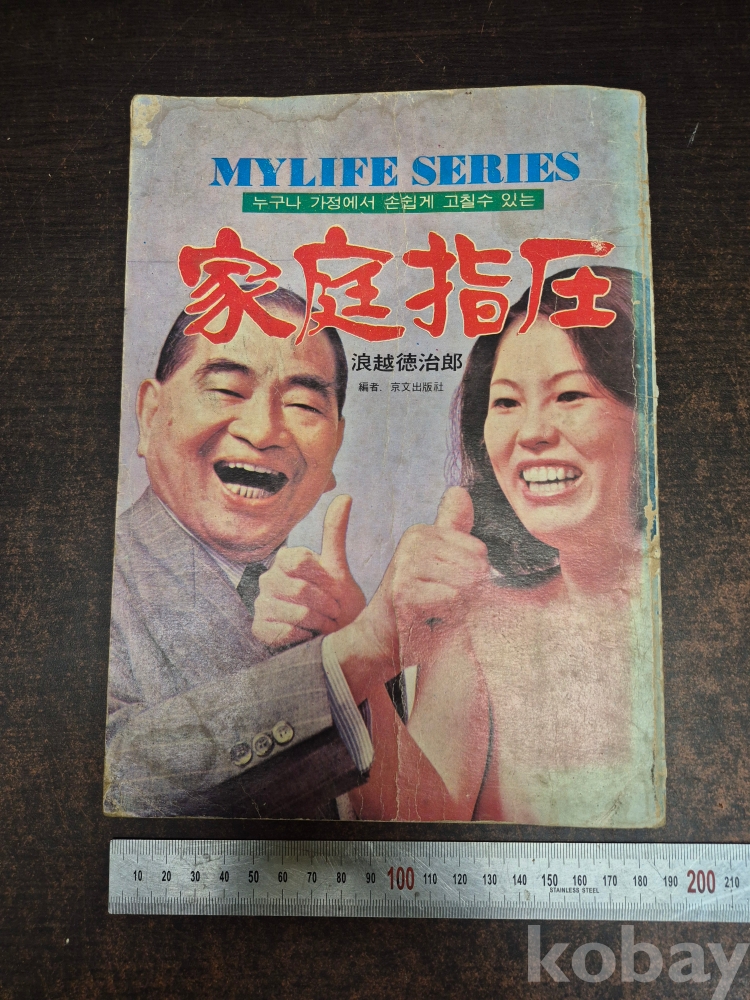 MYLIFE SERIES
누구나 가정에서 손쉽게 고칠수 있는
家庭指圧
浪越徳治郎
編者. 京文出版社
10 20 30 40 50 60 70 80 90 100 110 120 130 140 150 160 170 180 190 200 210
STAINLESS STEEL
kobay